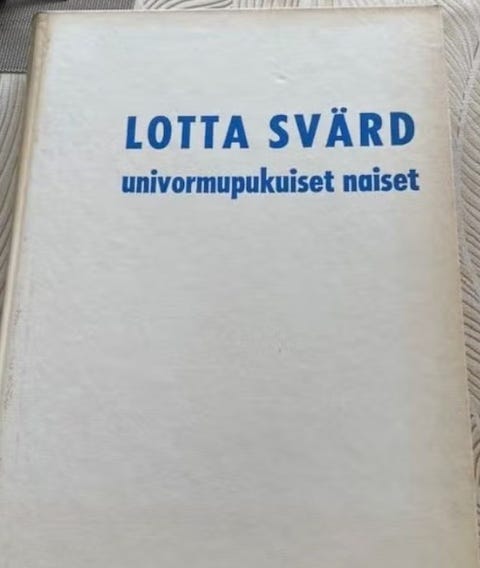 LOTTA SVÄRD
univormupukuiset naiset